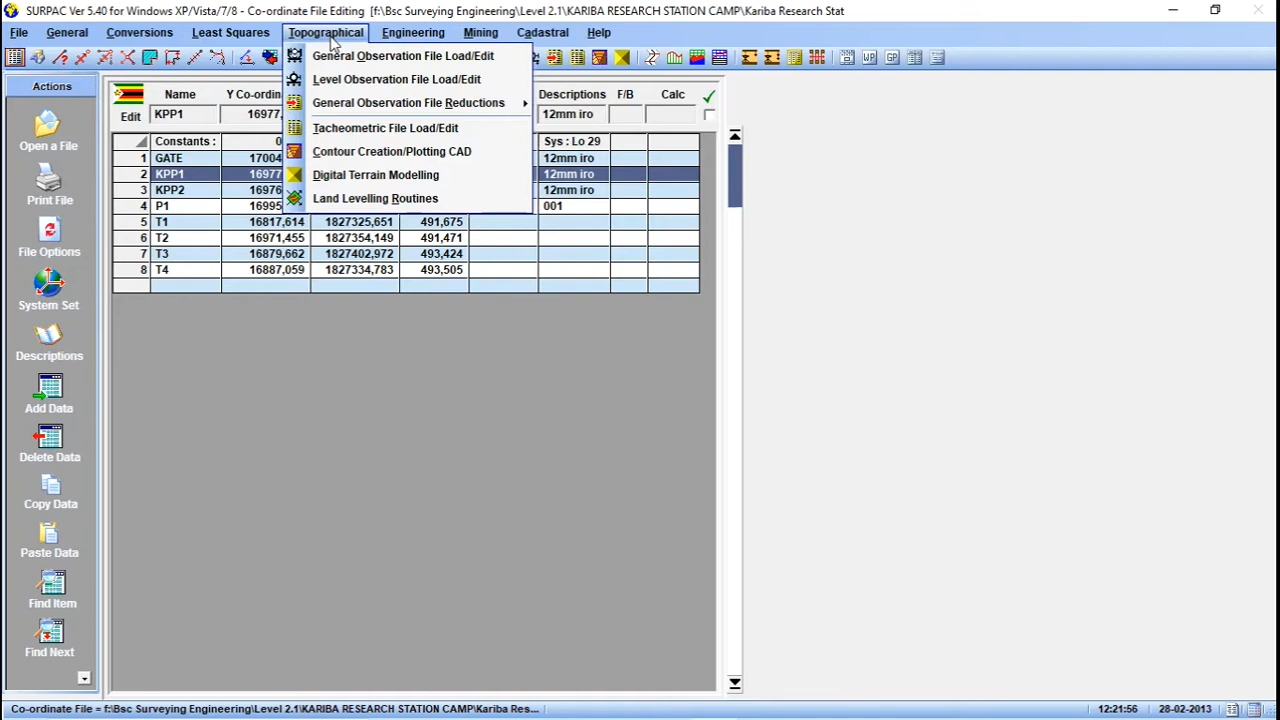 SURPAC Ver 5.40 for Windows XP/Vista/7/8 - Co-ordinate File Editing [f:\Bsc Surveying Engineering\Level 2.1\KARIBA RESEARCH STATION CAMP\Kariba Research Stat
File General Conversions Least Squares Topographical Engineering Mining Cadastral Help
General Observation File Load/Edit
Level Observation File Load/Edit
General Observation File Reductions
Tacheometric File Load/Edit
Contour Creation/Plotting CAD
Digital Terrain Modelling
Land Levelling Routines
WP GP
Actions
Open a File
Print File
File Options
System Set
Descriptions
Add Data
Delete Data
Copy Data
Paste Data
Find Item
Find Next
Name Y Co-ordin Descriptions F/B Calc
Edit KPP1 16977, 12mm iro
Constants : 0 Sys : Lo 29
1 GATE 17004 12mm iro
2 KPP1 16977 12mm iro
3 KPP2 16976 12mm iro
4 P1 16995 001
5 T1 16817,614 1827325,651 491,675
6 T2 16971,455 1827354,149 491,471
7 T3 16879,662 1827402,972 493,424
8 T4 16887,059 1827334,783 493,505
Co-ordinate File = f:\Bsc Surveying Engineering\Level 2.1\KARIBA RESEARCH STATION CAMP\Kariba Res... 12:21:56 28-02-2013